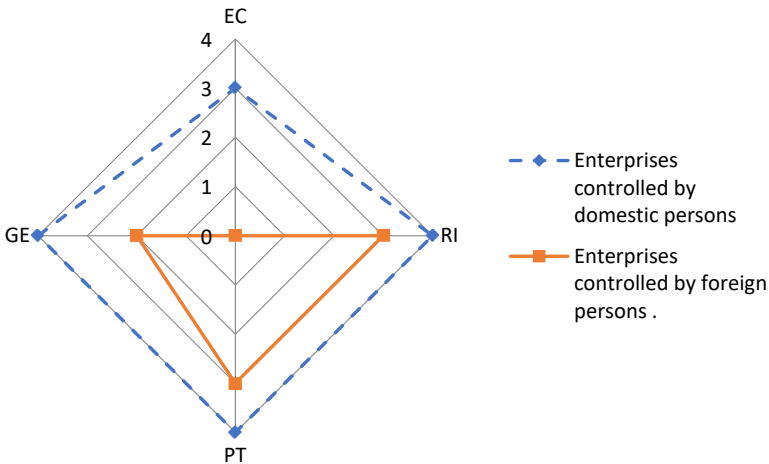 EC
4
3
2
1
0
GE
RI
PT
Enterprises
controlled by
domestic persons
Enterprises
controlled by foreign
persons .